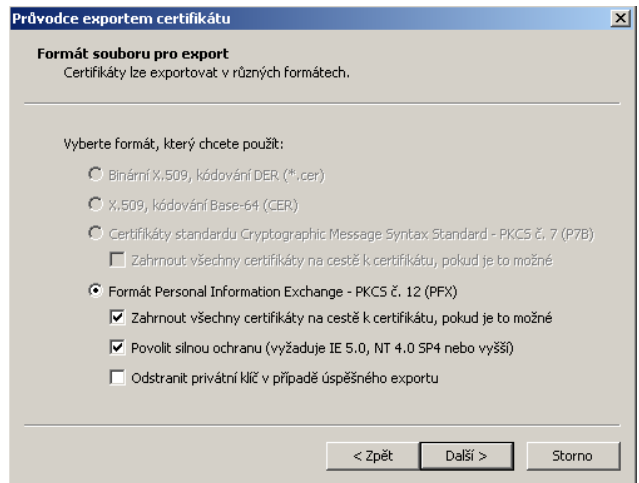 Průvodce exportem certifikátu
Formát souboru pro export
Certifikáty lze exportovat v různých formátech.
Vyberte formát, který chcete použít:
Binární X.509, kódování DER (*.cer)
X.509, kódování Base-64 (CER)
Certifikáty standardu Cryptographic Message Syntax Standard - PKCS č. 7 (P7B)
Zahrnout všechny certifikáty na cestě k certifikátu, pokud je to možné
Formát Personal Information Exchange - PKCS č. 12 (PFX)
Zahrnout všechny certifikáty na cestě k certifikátu, pokud je to možné
Povolit silnou ochranu (vyžaduje IE 5.0, NT 4.0 SP4 nebo vyšší)
Odstranit privátní klíč v případě úspěšného exportu
< Zpět Další > Storno